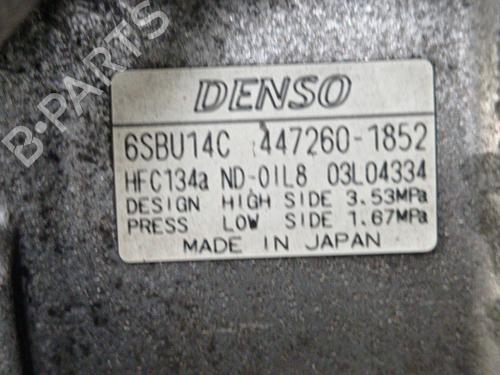 B-PARTS
DENSO
6SBU14C 447260-1852
HFC134a ND-OIL8 03L04334
DESIGN HIGH SIDE 3.53MPa
PRESS LOW SIDE 1.67MPa
MADE IN JAPAN